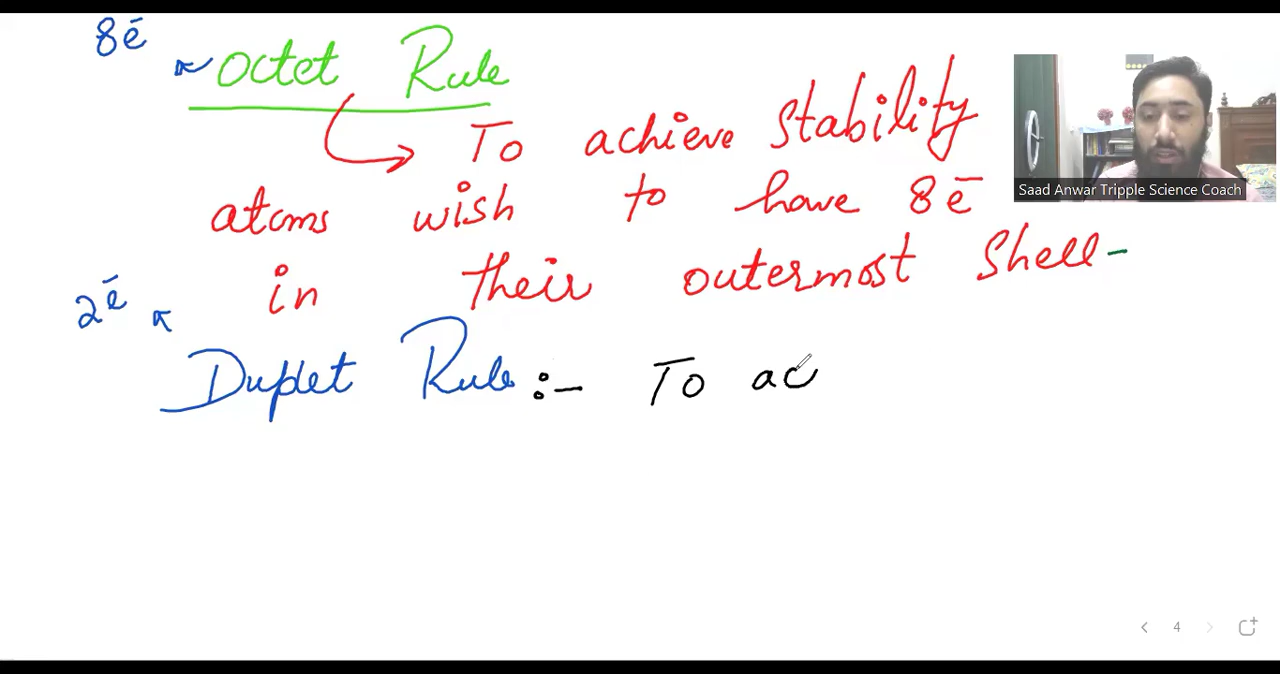 8ē
Octet Rule
To achieve Stability
atoms wish to have 8ē
in their outermost Shell-
2ē
Duplet Rule :- To ac
Saad Anwar Tripple Science Coach
4